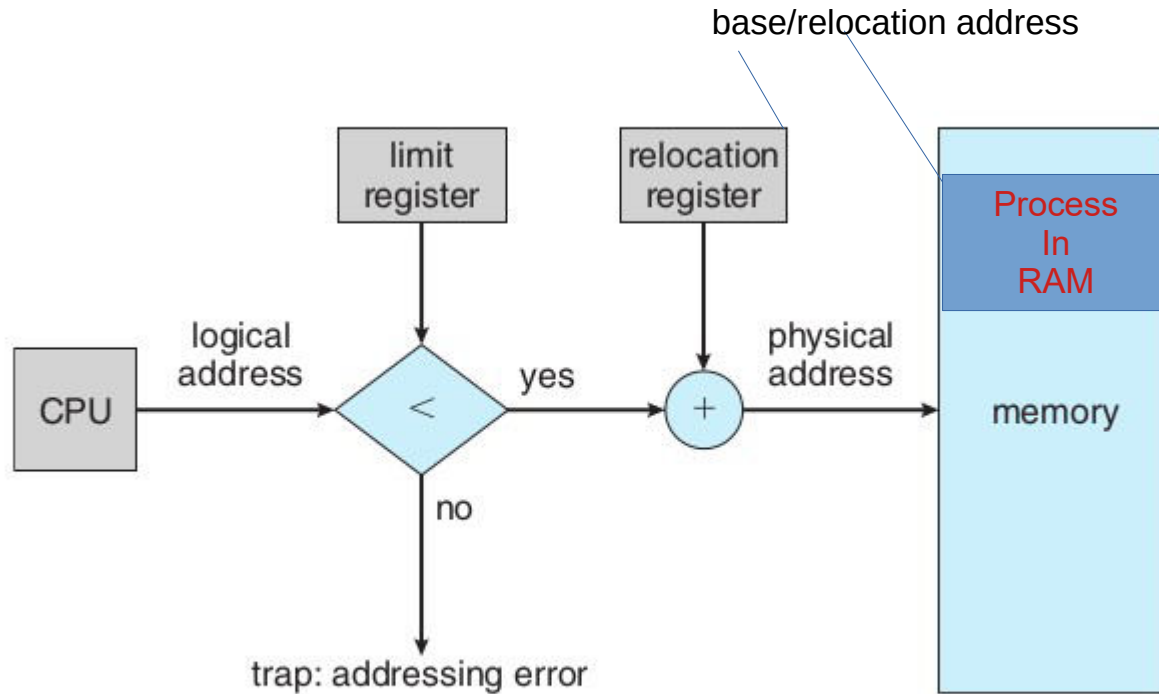 base/relocation address
limit
register
relocation
register
Process
In
RAM
logical
address
physical
address
CPU
<
yes
+
memory
no
trap: addressing error